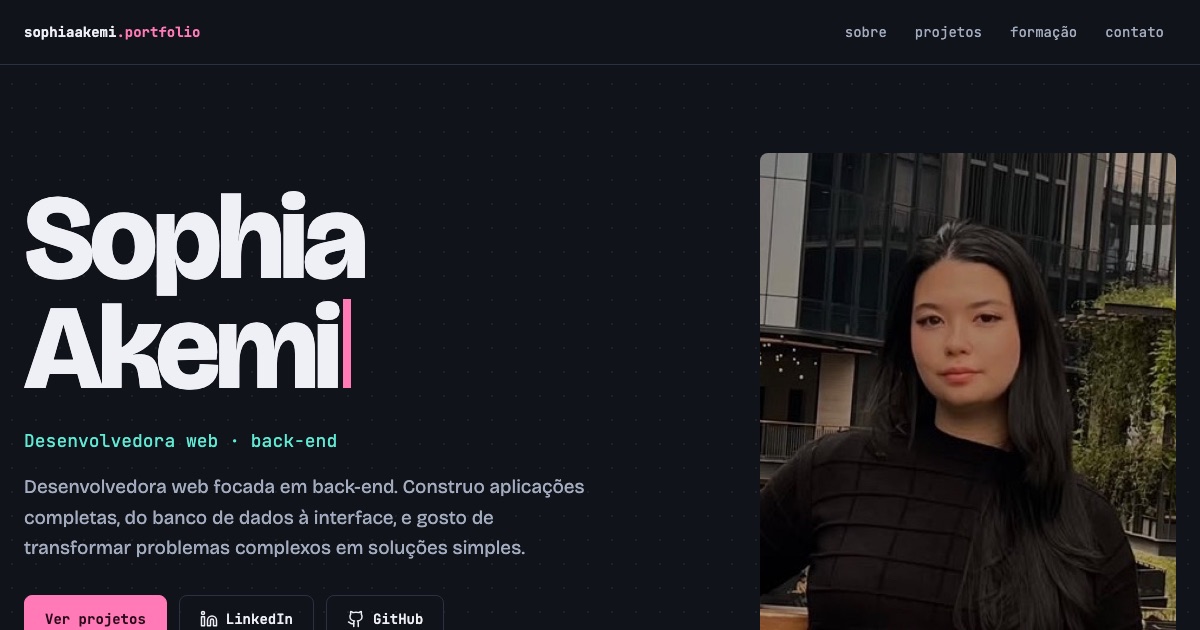 sophiaakemi.portfolio
sobre projetos formação contato
Sophia
Akemi
Desenvolvedora web · back-end
Desenvolvedora web focada em back-end. Construo aplicações
completas, do banco de dados à interface, e gosto de
transformar problemas complexos em soluções simples.
Ver projetos LinkedIn GitHub